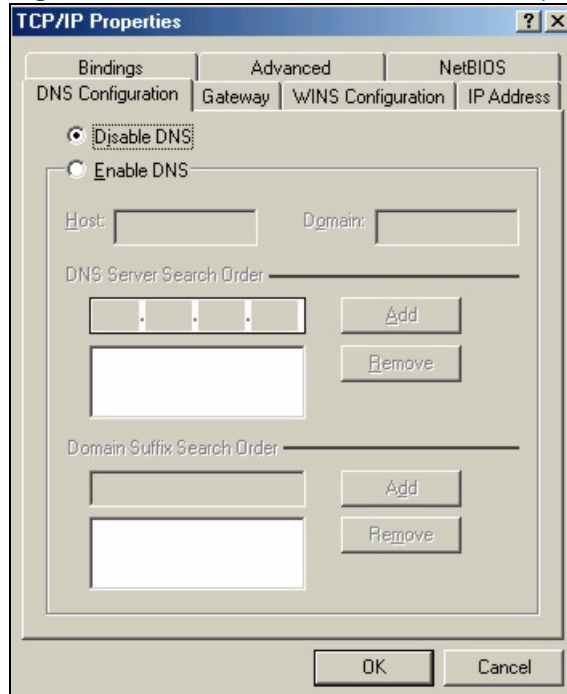 TCP/IP Properties
Bindings Advanced NetBIOS
DNS Configuration Gateway WINS Configuration IP Address
Disable DNS
Enable DNS
Host: Domain:
DNS Server Search Order
. . . Add
Remove
Domain Suffix Search Order
Add
Remove
OK Cancel